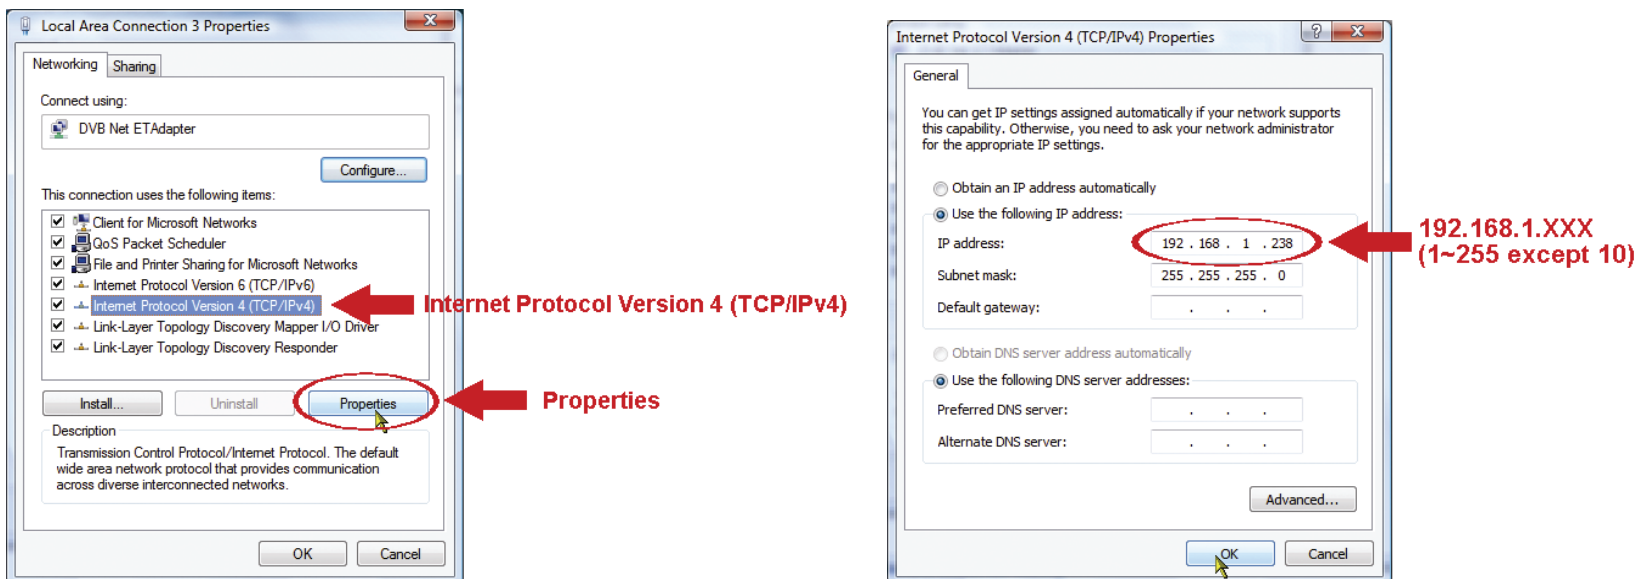 Local Area Connection 3 Properties
Networking
Sharing
Connect using:
DVB Net ETAdapter
Configure...
This connection uses the following items:
Client for Microsoft Networks
QoS Packet Scheduler
File and Printer Sharing for Microsoft Networks
Internet Protocol Version 6 (TCP/IPv6)
Internet Protocol Version 4 (TCP/IPv4)
Link-Layer Topology Discovery Mapper I/O Driver
Link-Layer Topology Discovery Responder
Install...
Uninstall
Properties
Description
Transmission Control Protocol/Internet Protocol. The default
wide area network protocol that provides communication
across diverse interconnected networks.
OK
Cancel
Internet Protocol Version 4 (TCP/IPv4)
Properties
Internet Protocol Version 4 (TCP/IPv4) Properties
General
You can get IP settings assigned automatically if your network supports
this capability. Otherwise, you need to ask your network administrator
for the appropriate IP settings.
Obtain an IP address automatically
Use the following IP address:
IP address:
192 . 168 . 1 . 238
Subnet mask:
255 . 255 . 255 . 0
Default gateway:
. . .
Obtain DNS server address automatically
Use the following DNS server addresses:
Preferred DNS server:
. . .
Alternate DNS server:
. . .
Advanced...
OK
Cancel
192.168.1.XXX
(1~255 except 10)